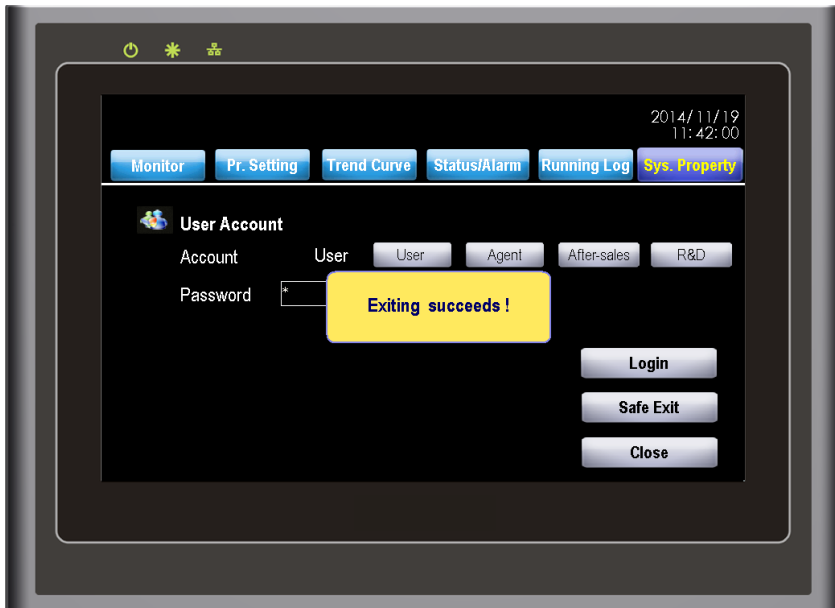 2014/11/19
11:42:00
Monitor Pr. Setting Trend Curve Status/Alarm Running Log Sys. Property
User Account
Account User User Agent After-sales R&D
Password *
Exiting succeeds !
Login
Safe Exit
Close